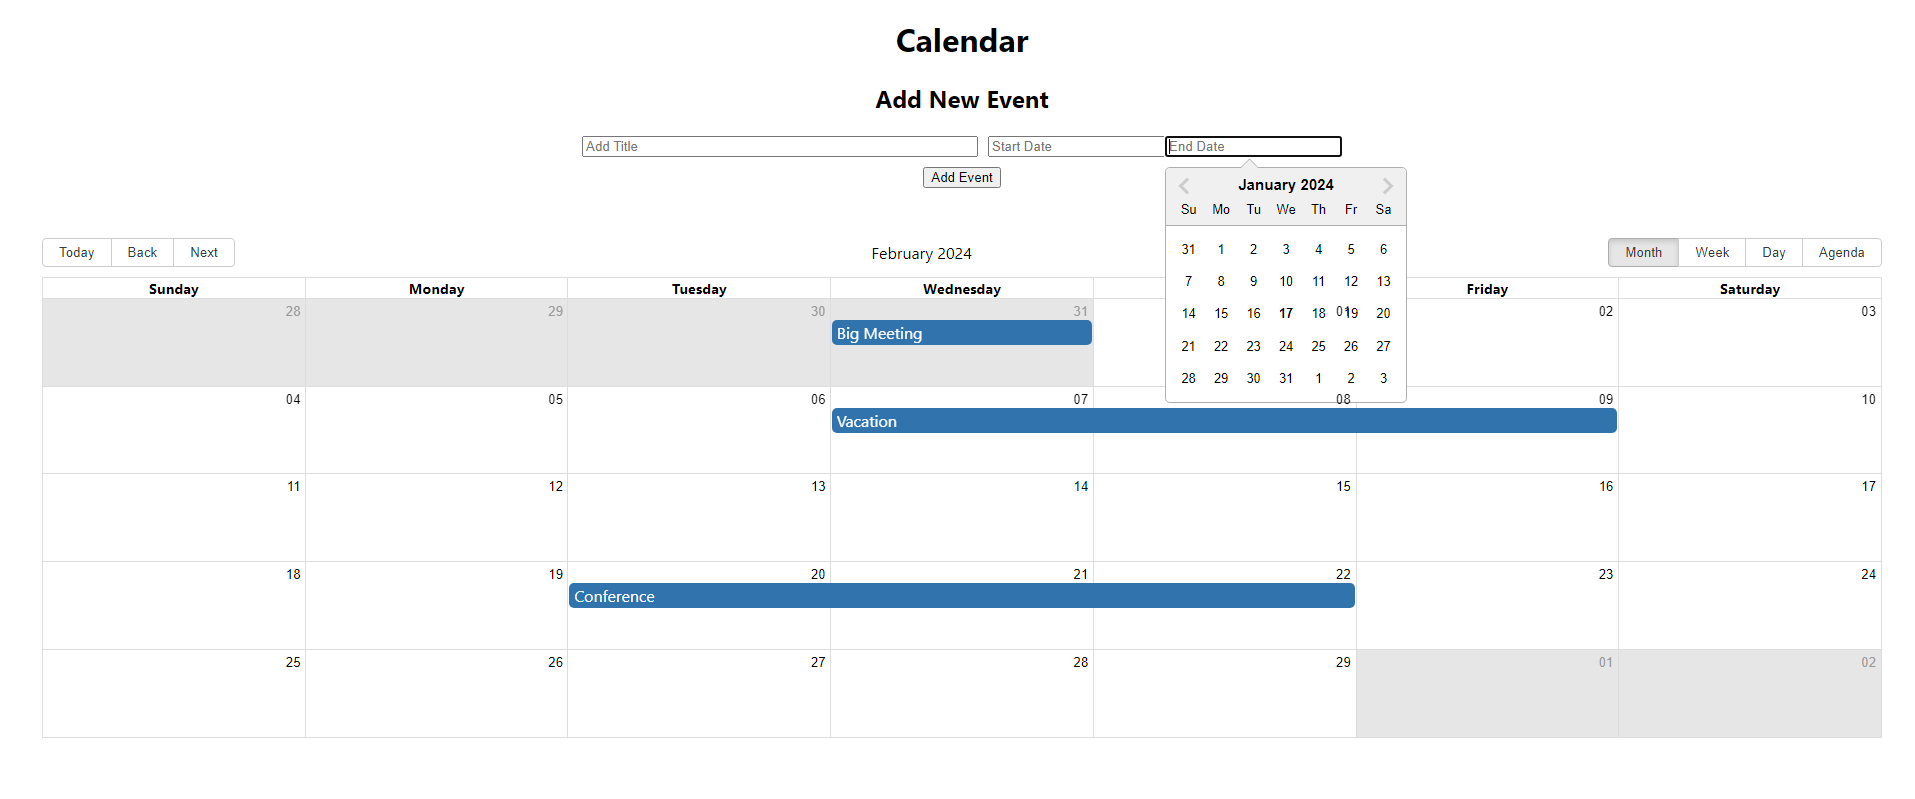 Calendar
Add New Event
Add Title Start Date End Date
Add Event
January 2024
Su Mo Tu We Th Fr Sa
31 1 2 3 4 5 6
7 8 9 10 11 12 13
14 15 16 17 18 19 20
21 22 23 24 25 26 27
28 29 30 31 1 2 3
Today Back Next February 2024 Month Week Day Agenda
Sunday Monday Tuesday Wednesday Friday Saturday
28 29 30 31 01 02 03
Big Meeting
04 05 06 07 08 09 10
Vacation
11 12 13 14 15 16 17
18 19 20 21 22 23 24
Conference
25 26 27 28 29 01 02